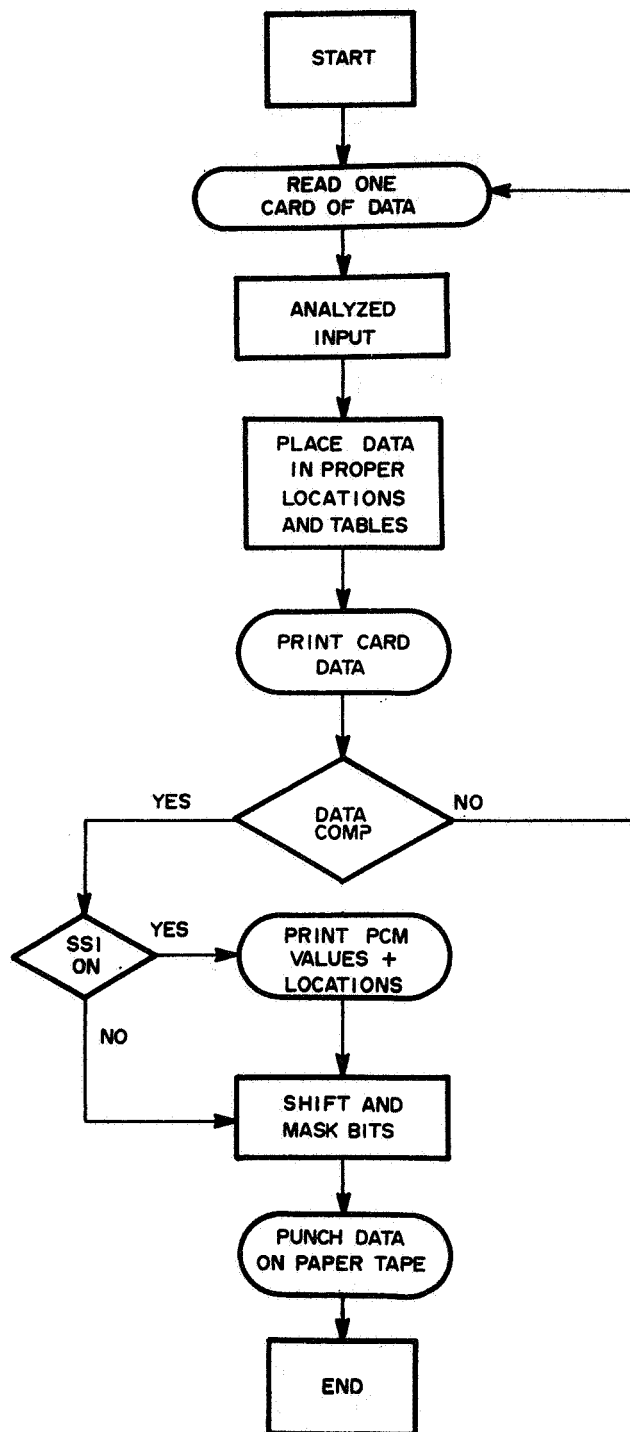 START
READ ONE
CARD OF DATA
ANALYZED
INPUT
PLACE DATA
IN PROPER
LOCATIONS
AND TABLES
PRINT CARD
DATA
YES
DATA
COMP
NO
SS1
ON
YES
PRINT PCM
VALUES +
LOCATIONS
NO
SHIFT AND
MASK BITS
PUNCH DATA
ON PAPER TAPE
END